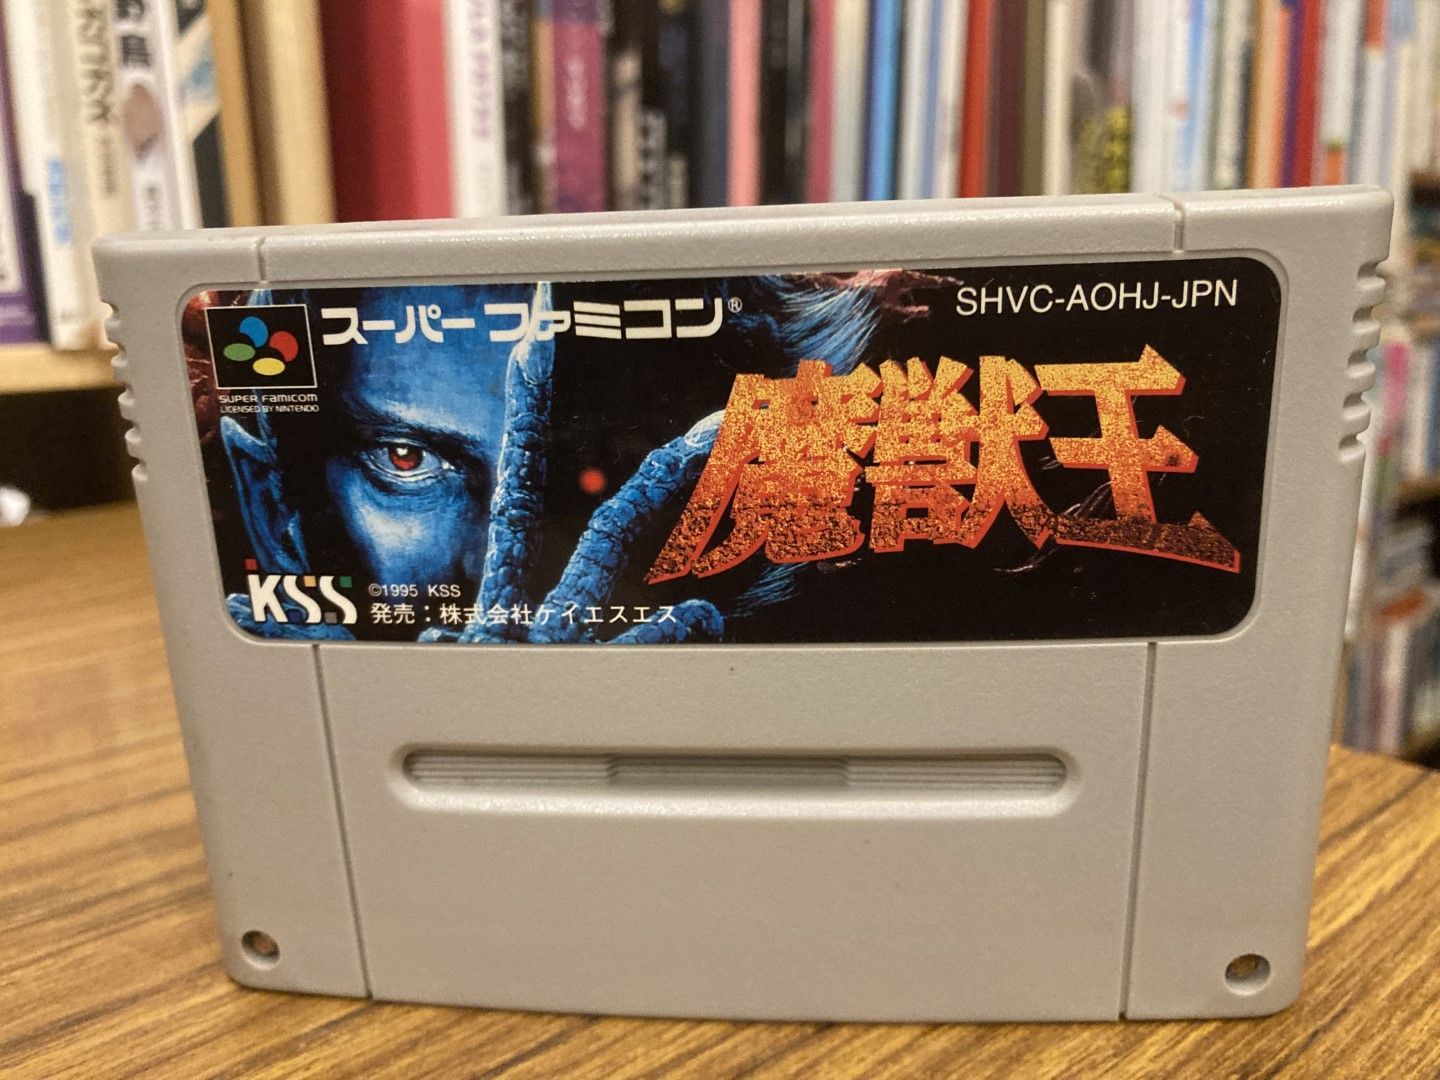 スーパーファミコン®
SHVC-AOHJ-JPN
SUPER FAMICOM
LICENSED BY NINTENDO
魔獣王
KSS
©1995 KSS
発売：株式会社ケイエスエス